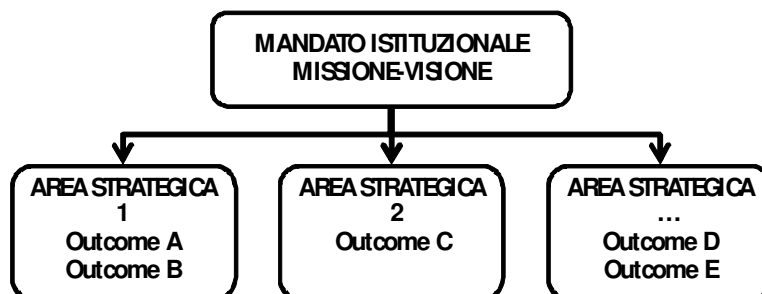 MANDATO ISTITUZIONALE
MISSIONE-VISIONE
AREA STRATEGICA
1
Outcome A
Outcome B
AREA STRATEGICA
2
Outcome C
AREA STRATEGICA
...
Outcome D
Outcome E